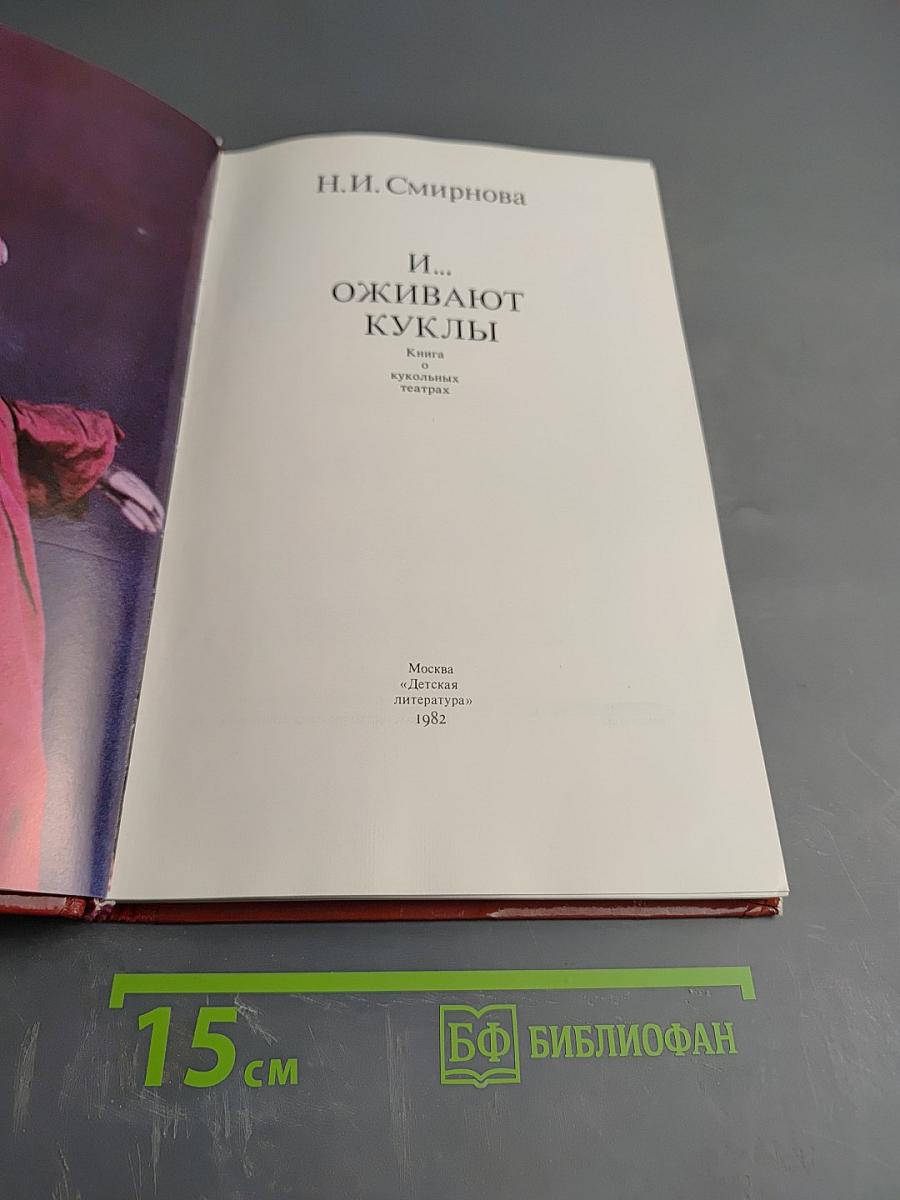 Н.И. Смирнова
И...
ОЖИВАЮТ
КУКЛЫ
Книга
о
кукольных
театрах
Москва
«Детская
литература»
1982
15 см
БФ БИБЛИОФАН